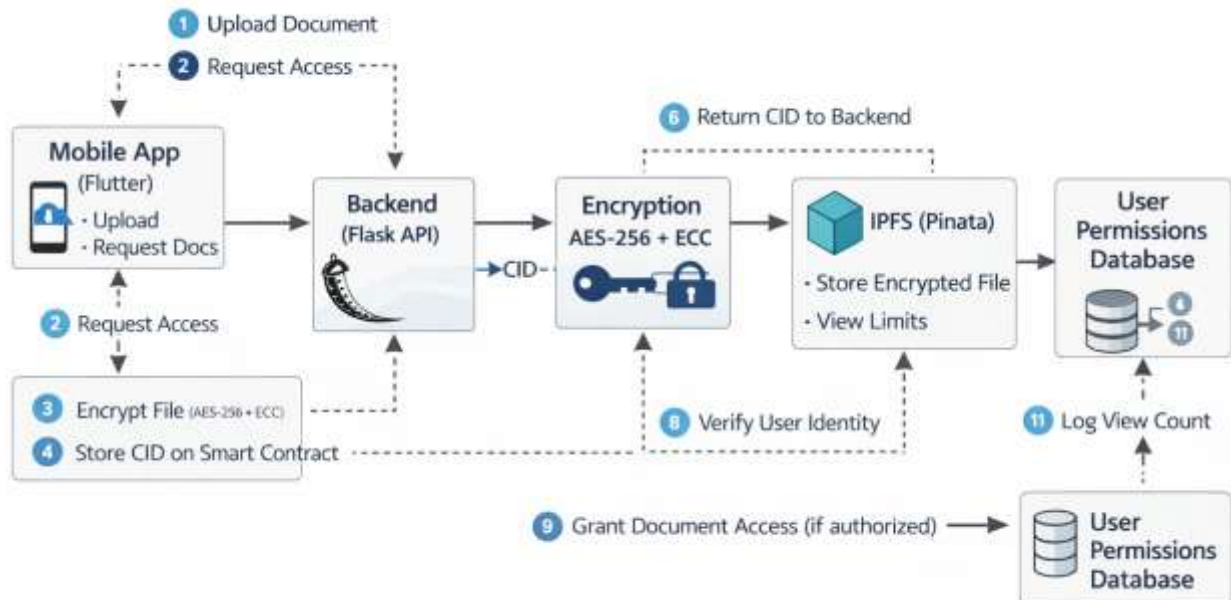 1 Upload Document
2 Request Access
6 Return CID to Backend
Mobile App
(Flutter)
· Upload
· Request Docs
Backend
(Flask API)
CID
Encryption
AES-256 + ECC
IPFS (Pinata)
· Store Encrypted File
· View Limits
User
Permissions
Database
11
2 Request Access
3 Encrypt File (AES-256 + ECC)
4 Store CID on Smart Contract
8 Verify User Identity
11 Log View Count
9 Grant Document Access (if authorized)
User
Permissions
Database